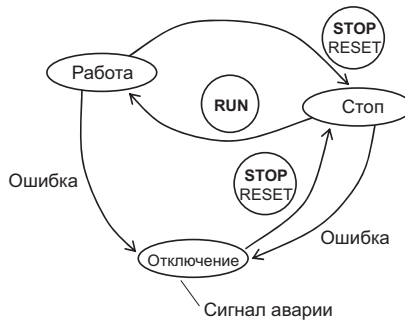 STOP
RESET
Работа
RUN
Стоп
STOP
RESET
Ошибка
Ошибка
Отключение
Сигнал аварии